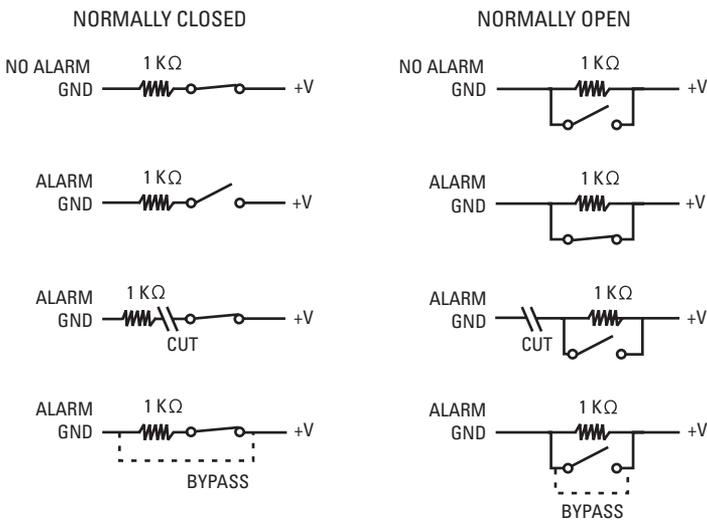 NORMALLY CLOSED
NO ALARM
1 KΩ
GND
+V
ALARM
1 KΩ
GND
+V
ALARM
1 KΩ
GND
+V
CUT
ALARM
1 KΩ
GND
+V
BYPASS
NORMALLY OPEN
NO ALARM
1 KΩ
GND
+V
ALARM
1 KΩ
GND
+V
ALARM
1 KΩ
GND
+V
CUT
ALARM
1 KΩ
GND
+V
BYPASS